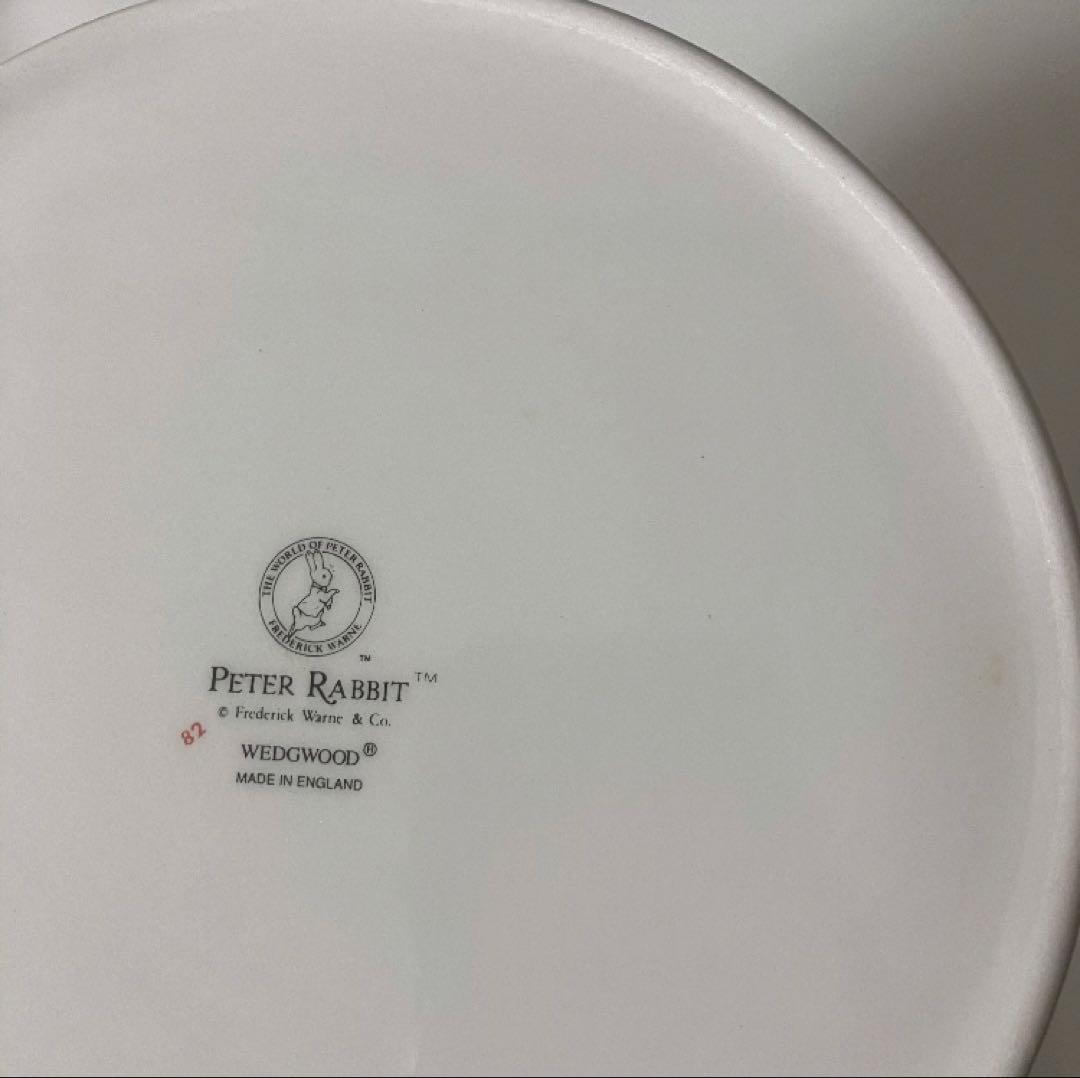 THE WORLD OF PETER RABBIT
FREDERICK WARNE
TM
PETER RABBIT™
© Frederick Warne & Co.
82
WEDGWOOD®
MADE IN ENGLAND